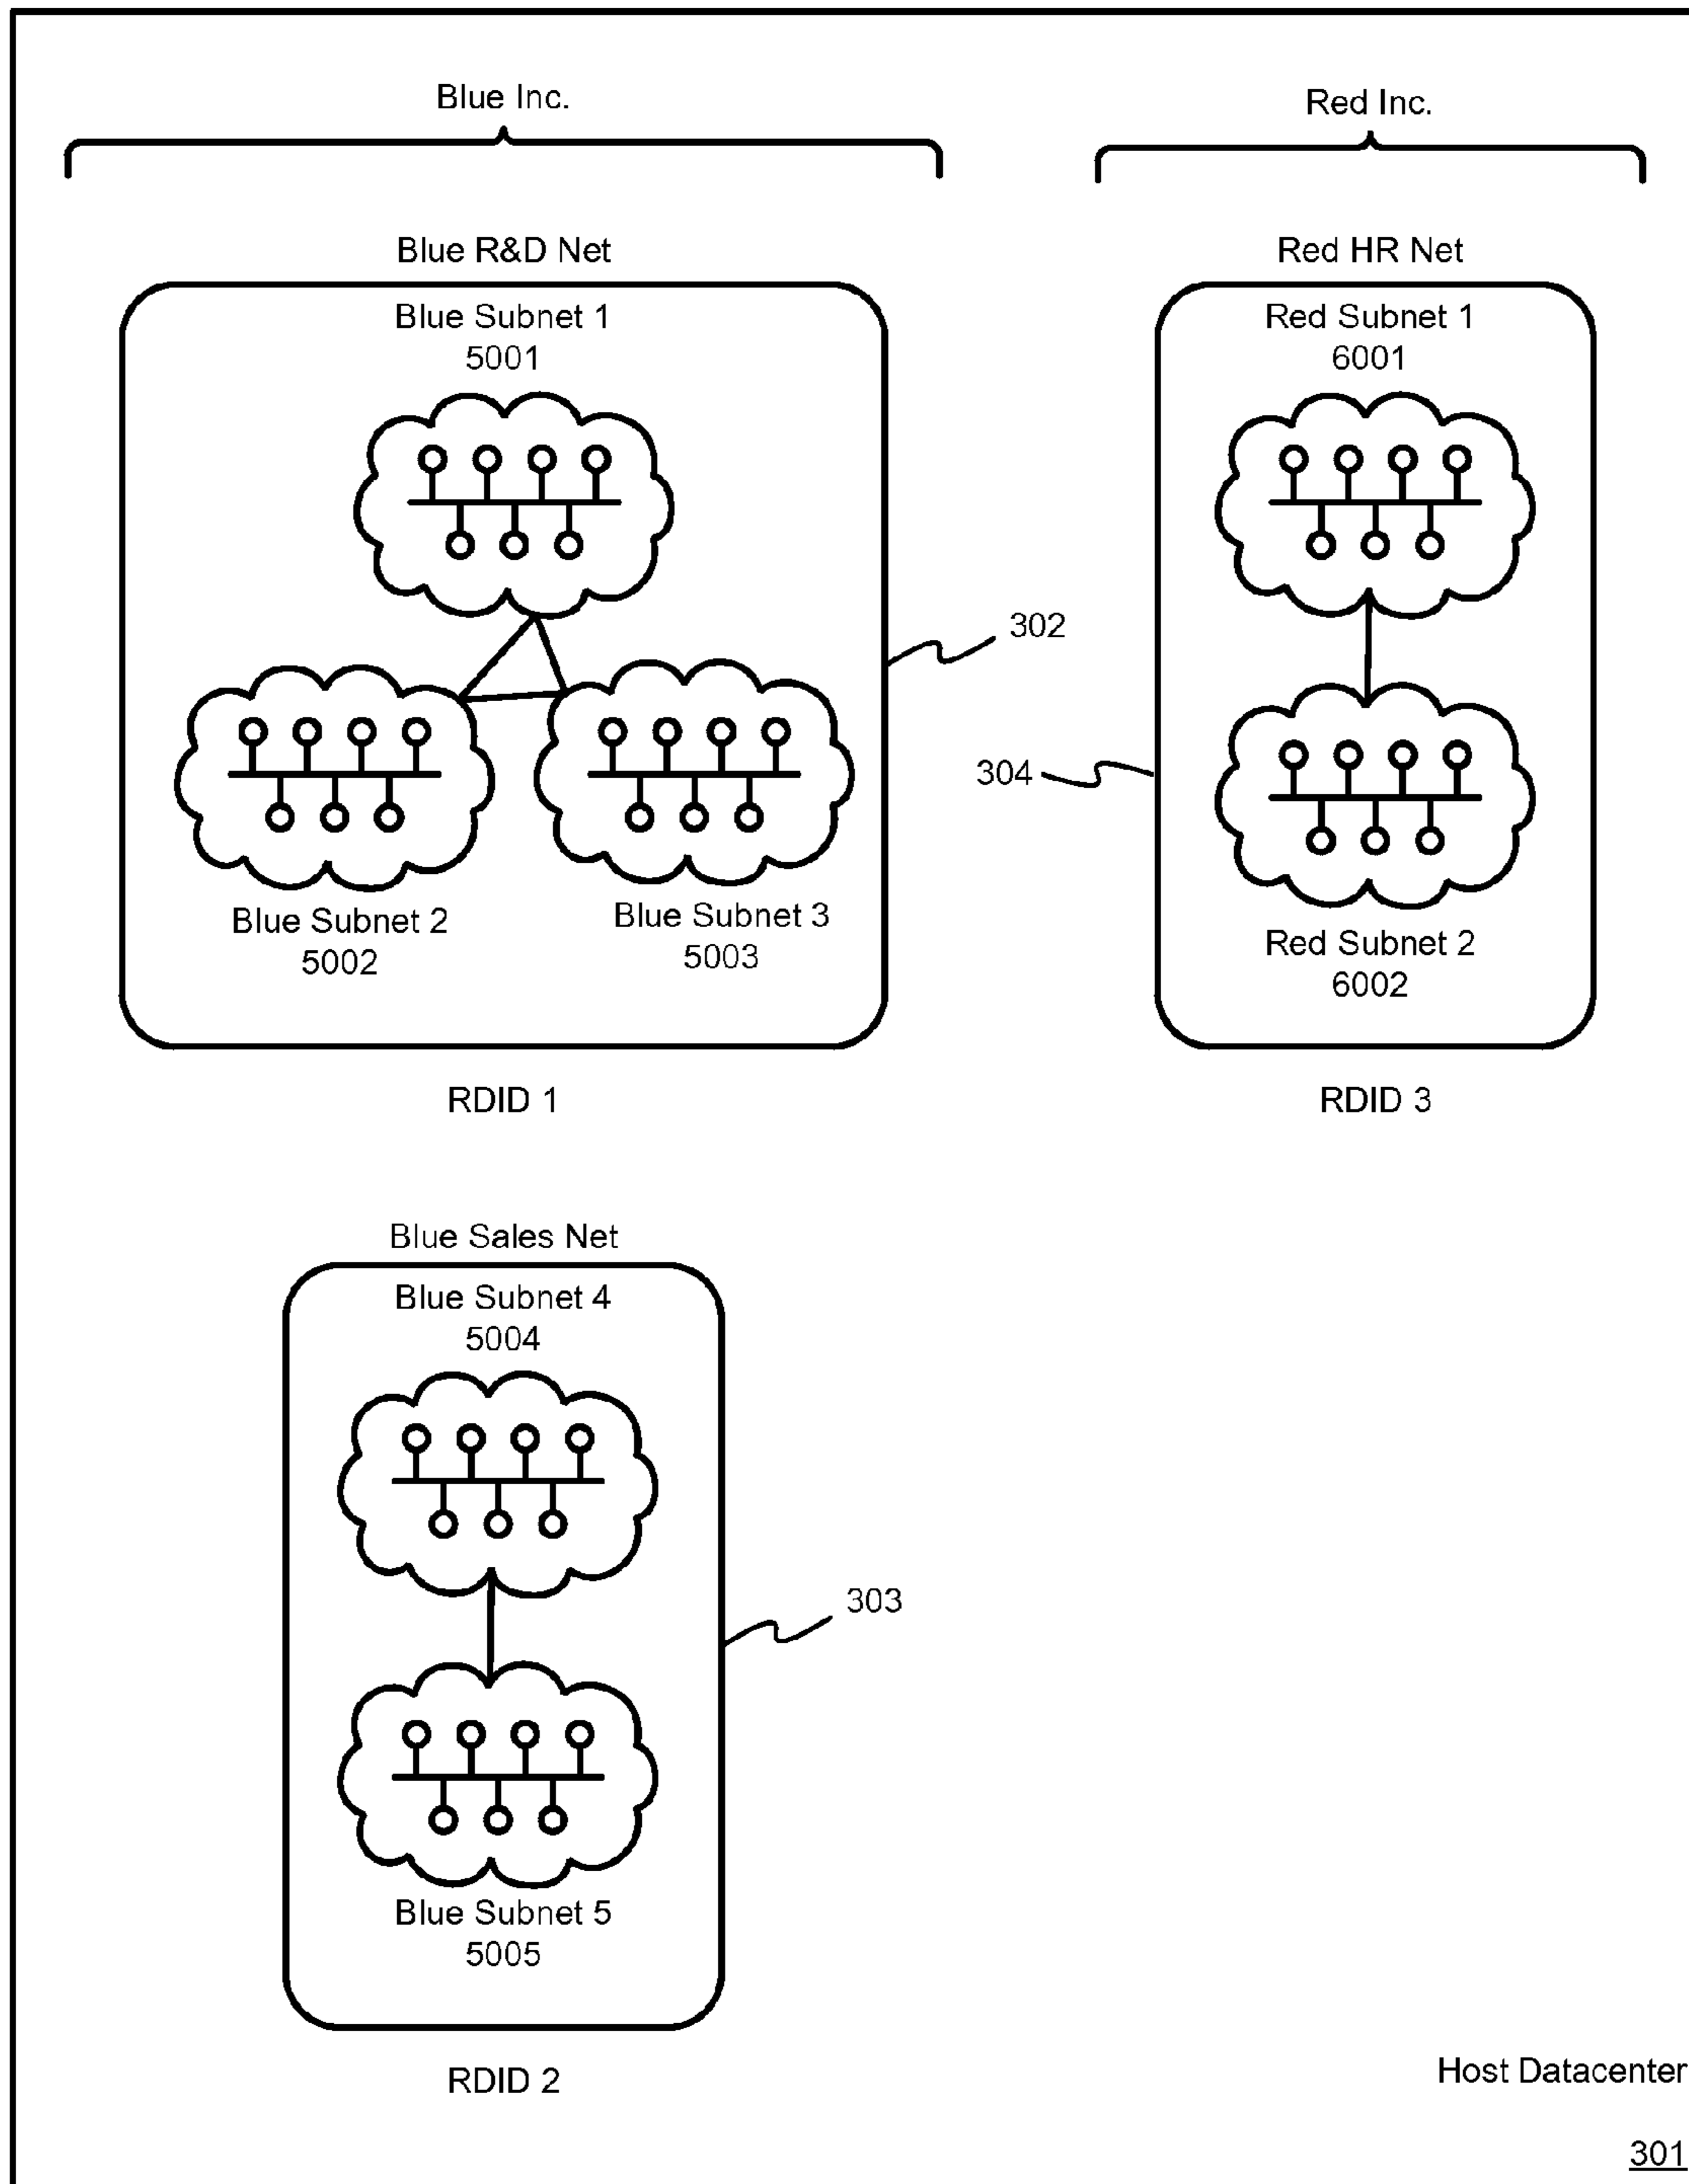 Blue Inc.
Red Inc.
Blue R&D Net
Blue Subnet 1
5001
302
Blue Subnet 2
5002
Blue Subnet 3
5003
RDID 1
Red HR Net
Red Subnet 1
6001
304
Red Subnet 2
6002
RDID 3
Blue Sales Net
Blue Subnet 4
5004
303
Blue Subnet 5
5005
RDID 2
Host Datacenter
301